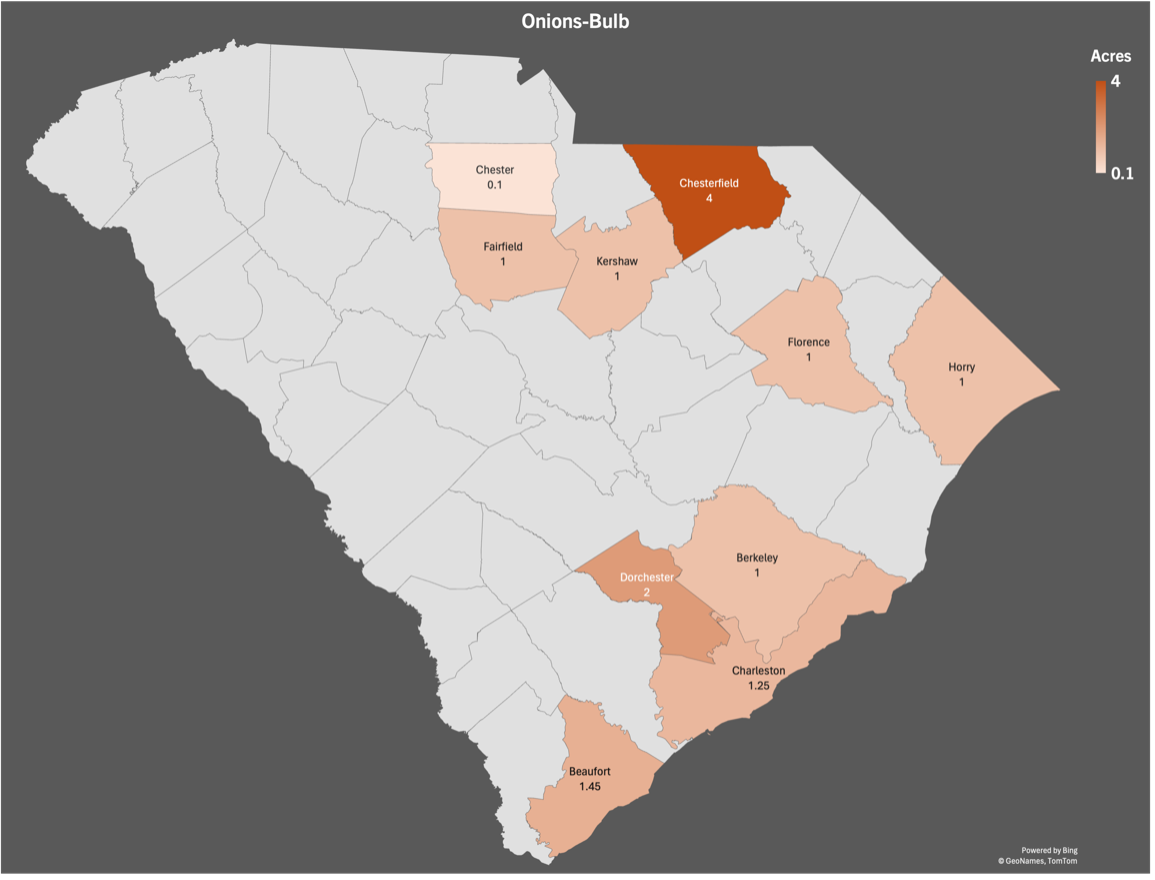 Onions-Bulb
Acres
4
0.1
Chester
0.1
Chesterfield
4
Fairfield
1
Kershaw
1
Florence
1
Horry
1
Berkeley
1
Dorchester
2
Charleston
1.25
Beaufort
1.45
Powered by Bing
© GeoNames, TomTom